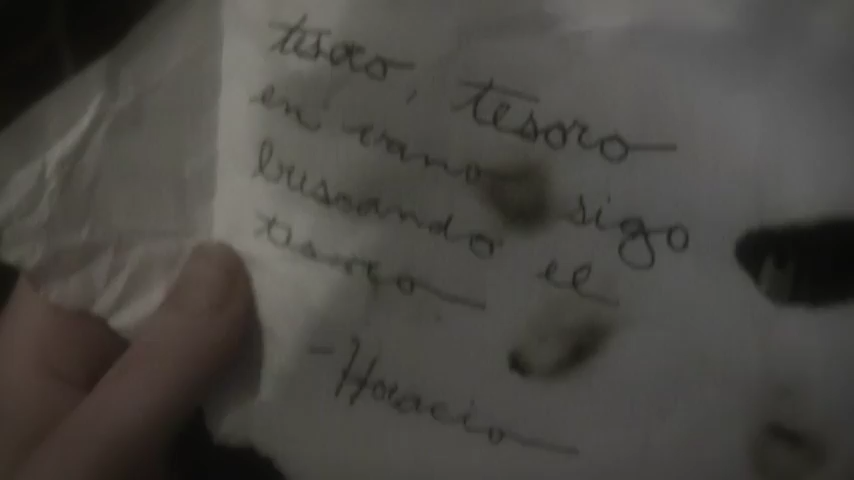 tesoro, tesoro
en vano sigo
buscando el
tesoro
-Horacio